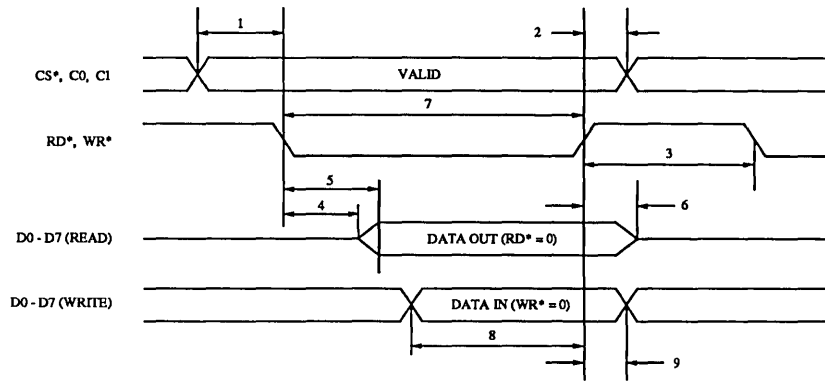 1
2
CS*, C0, C1
VALID
7
RD*, WR*
3
5
4
6
D0 - D7 (READ)
DATA OUT (RD* = 0)
D0 - D7 (WRITE)
DATA IN (WR* = 0)
8
9